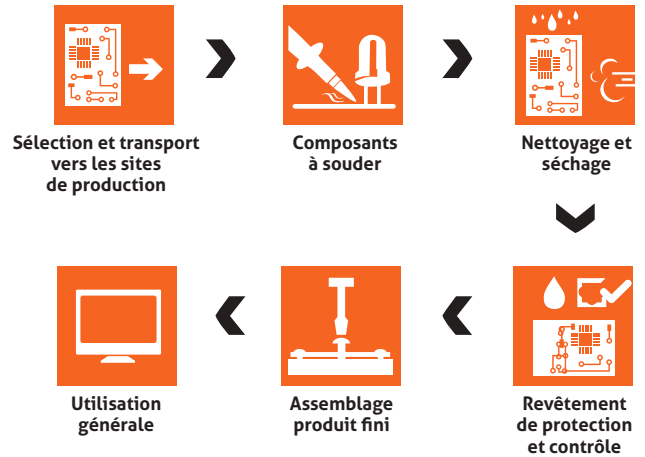 Sélection et transport
vers les sites
de production
Composants
à souder
Nettoyage et
séchage
Revêtement
de protection
et contrôle
Assemblage
produit fini
Utilisation
générale